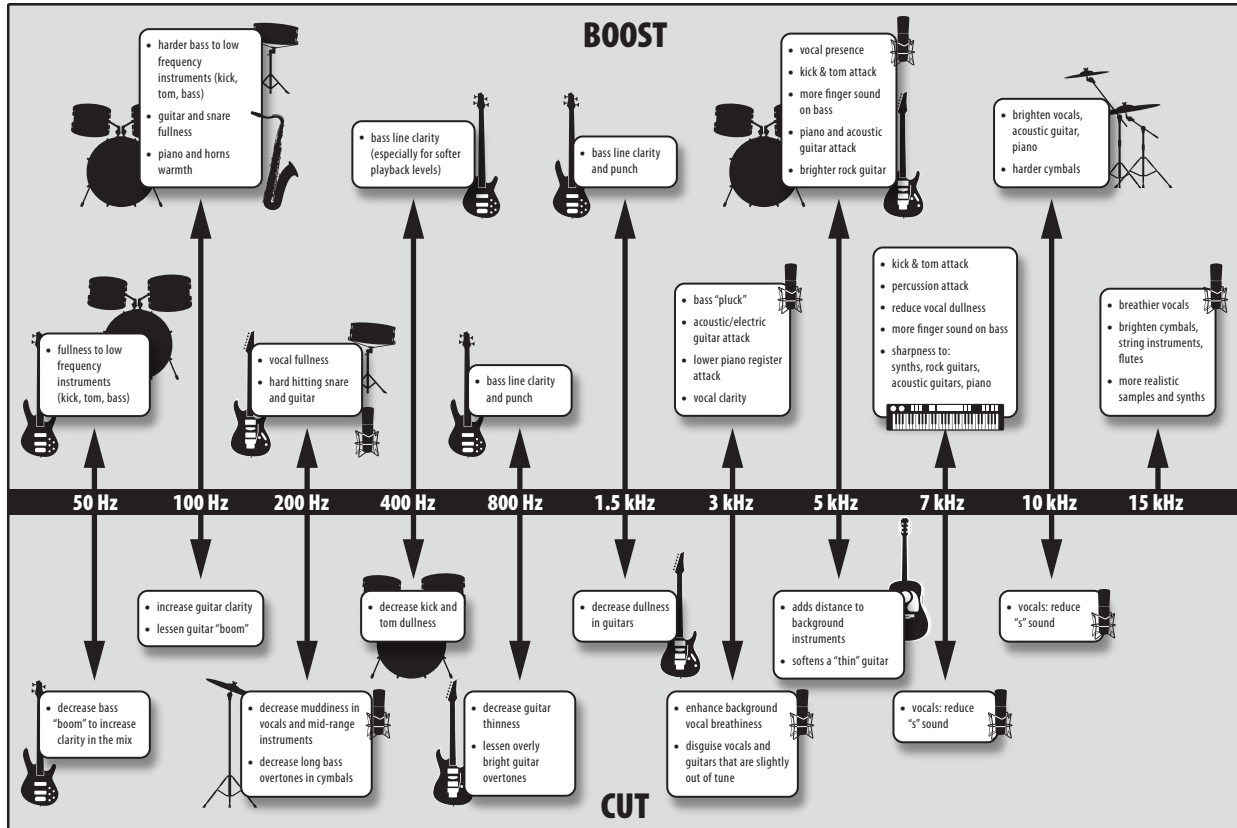 BOOST
• harder bass to low
frequency
instruments (kick,
tom, bass)
• guitar and snare
fullness
• piano and horns
warmth
• bass line clarity
(especially for softer
playback levels)
• bass line clarity
and punch
• vocal presence
• kick & tom attack
• more finger sound
on bass
• piano and acoustic
guitar attack
• brighter rock guitar
• brighten vocals,
acoustic guitar,
piano
• harder cymbals
• fullness to low
frequency
instruments
(kick, tom, bass)
• vocal fullness
• hard hitting snare
and guitar
• bass line clarity
and punch
• bass “pluck”
• acoustic/electric
guitar attack
• lower piano register
attack
• vocal clarity
• kick & tom attack
• percussion attack
• reduce vocal dullness
• more finger sound on bass
• sharpness to:
synths, rock guitars,
acoustic guitars, piano
• breathier vocals
• brighten cymbals,
string instruments,
flutes
• more realistic
samples and synths
50 Hz 100 Hz 200 Hz 400 Hz 800 Hz 1.5 kHz 3 kHz 5 kHz 7 kHz 10 kHz 15 kHz
• increase guitar clarity
• lessen guitar “boom”
• decrease kick and
tom dullness
• decrease dullness
in guitars
• adds distance to
background
instruments
• softens a “thin” guitar
• vocals: reduce
“s” sound
• decrease bass
“boom” to increase
clarity in the mix
• decrease muddiness in
vocals and mid-range
instruments
• decrease long bass
overtones in cymbals
• decrease guitar
thinness
• lessen overly
bright guitar
overtones
• enhance background
vocal breathiness
• disguise vocals and
guitars that are slightly
out of tune
• vocals: reduce
“s” sound
CUT